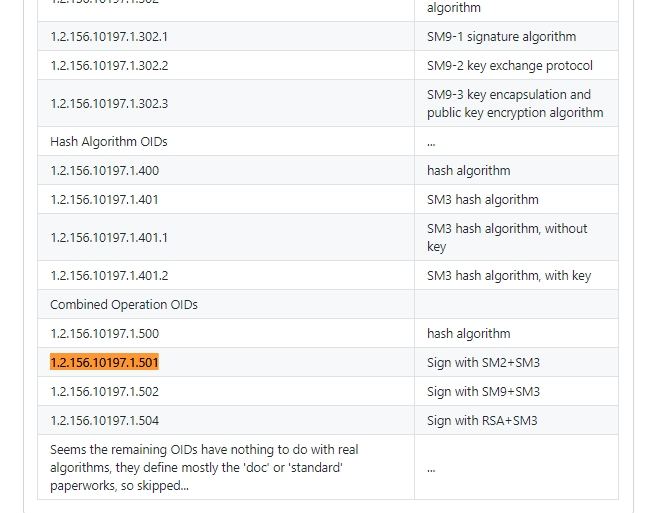 algorithm
1.2.156.10197.1.302.1 SM9-1 signature algorithm
1.2.156.10197.1.302.2 SM9-2 key exchange protocol
1.2.156.10197.1.302.3 SM9-3 key encapsulation and
public key encryption algorithm
Hash Algorithm OIDs ...
1.2.156.10197.1.400 hash algorithm
1.2.156.10197.1.401 SM3 hash algorithm
1.2.156.10197.1.401.1 SM3 hash algorithm, without
key
1.2.156.10197.1.401.2 SM3 hash algorithm, with key
Combined Operation OIDs
1.2.156.10197.1.500 hash algorithm
1.2.156.10197.1.501 Sign with SM2+SM3
1.2.156.10197.1.502 Sign with SM9+SM3
1.2.156.10197.1.504 Sign with RSA+SM3
Seems the remaining OIDs have nothing to do with real
algorithms, they define mostly the 'doc' or 'standard' ...
paperworks, so skipped...